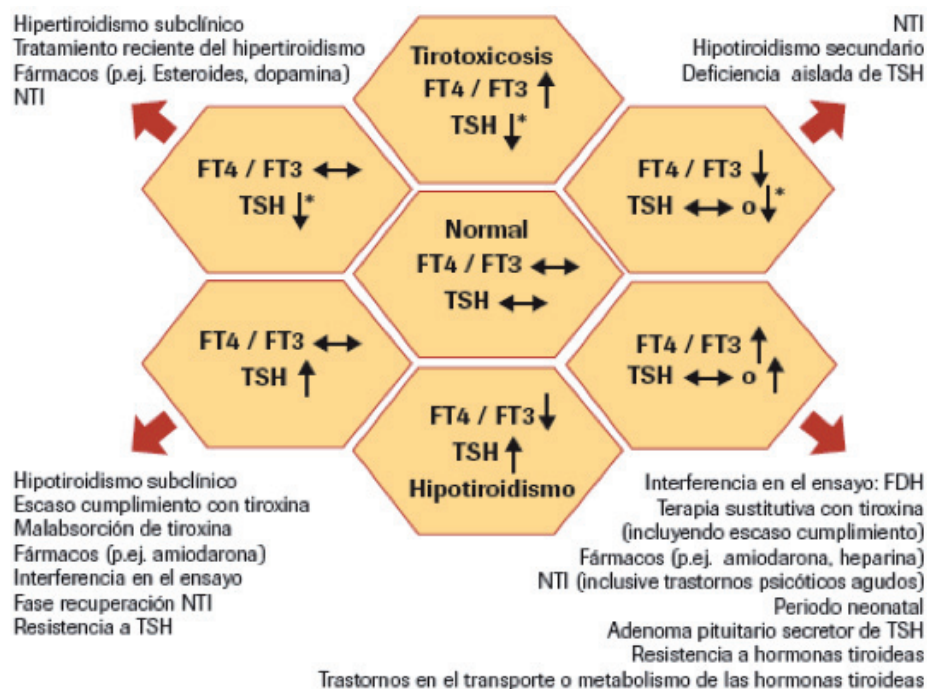 Hipertiroidismo subclínico
Tratamiento reciente del hipertiroidismo
Fármacos (p.ej. Esteroides, dopamina)
NTI
Tirotoxicosis
FT4 / FT3 ↑
TSH ↓*
NTI
Hipotiroidismo secundario
Deficiencia aislada de TSH
FT4 / FT3 ↔
TSH ↓*
FT4 / FT3 ↓
TSH ↔ o ↓*
Normal
FT4 / FT3 ↔
TSH ↔
FT4 / FT3 ↔
TSH ↑
FT4 / FT3 ↑
TSH ↔ o ↑
FT4 / FT3 ↓
TSH ↑
Hipotiroidismo
Hipotiroidismo subclínico
Escaso cumplimiento con tiroxina
Malabsorción de tiroxina
Fármacos (p.ej. amiodarona)
Interferencia en el ensayo
Fase recuperación NTI
Resistencia a TSH
Interferencia en el ensayo: FDH
Terapia sustitutiva con tiroxina
(incluyendo escaso cumplimiento)
Fármacos (p.ej. amiodarona, heparina)
NTI (inclusive trastornos psicóticos agudos)
Periodo neonatal
Adenoma pituitario secretor de TSH
Resistencia a hormonas tiroideas
Trastornos en el transporte o metabolismo de las hormonas tiroideas